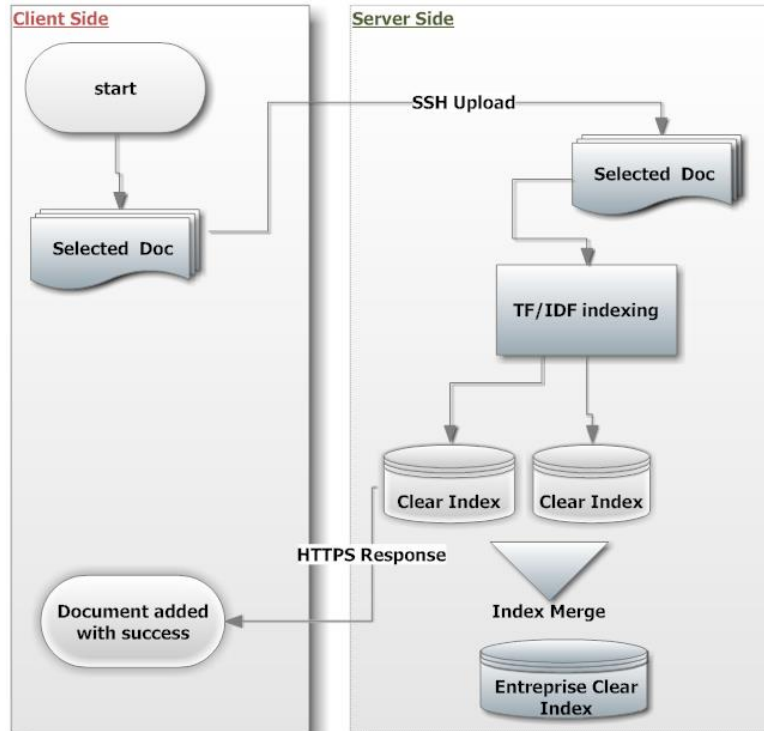 Client Side
Server Side
start
SSH Upload
Selected Doc
Selected Doc
TF/IDF indexing
Clear Index
Clear Index
HTTPS Response
Index Merge
Document added
with success
Entreprise Clear
Index